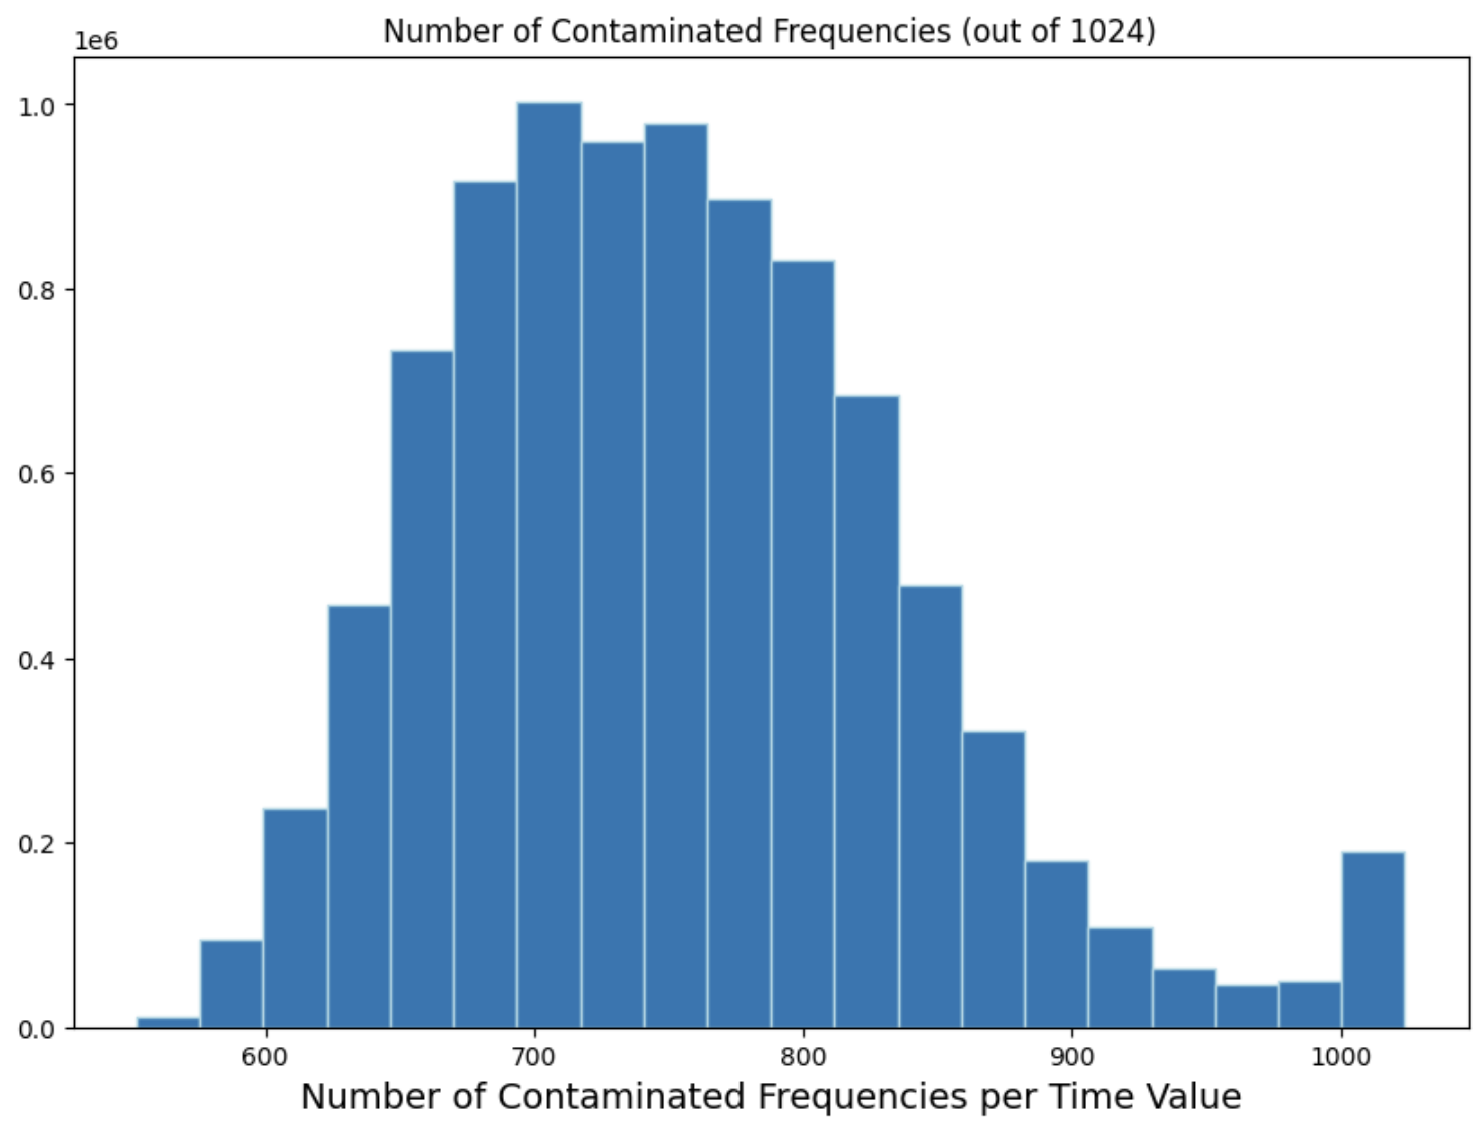 Number of Contaminated Frequencies (out of 1024)
1e6
1.0
0.8
0.6
0.4
0.2
0.0
600 700 800 900 1000
Number of Contaminated Frequencies per Time Value